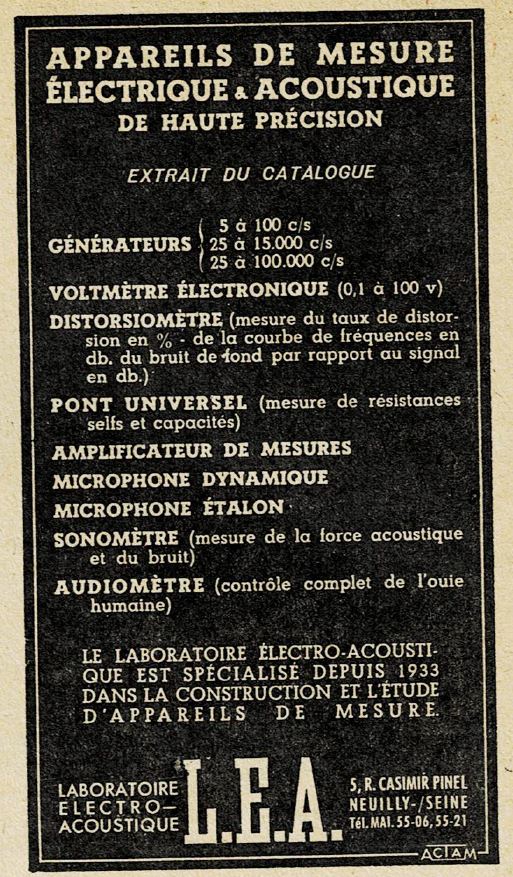 APPAREILS DE MESURE
ÉLECTRIQUE & ACOUSTIQUE
DE HAUTE PRÉCISION
EXTRAIT DU CATALOGUE
GÉNÉRATEURS
5 à 100 c/s
25 à 15.000 c/s
25 à 100.000 c/s
VOLTMÈTRE ÉLECTRONIQUE (0,1 à 100 v)
DISTORSIOMÈTRE (mesure du taux de distor-
sion en % - de la courbe de fréquences en
db. du bruit de fond par rapport au signal
en db.)
PONT UNIVERSEL (mesure de résistances
selfs et capacités)
AMPLIFICATEUR DE MESURES
MICROPHONE DYNAMIQUE
MICROPHONE ÉTALON
SONOMÈTRE (mesure de la force acoustique
et du bruit)
AUDIOMÈTRE (contrôle complet de l'ouie
humaine)
LE LABORATOIRE ÉLECTRO-ACOUSTI-
QUE EST SPÉCIALISÉ DEPUIS 1933
DANS LA CONSTRUCTION ET L'ÉTUDE
D'APPAREILS DE MESURE.
LABORATOIRE
ELECTRO-
ACOUSTIQUE
L.E.A.
5, R. CASIMIR PINEL
NEUILLY-/SEINE
Tél. MAI. 55-06, 55-21
ACTAM